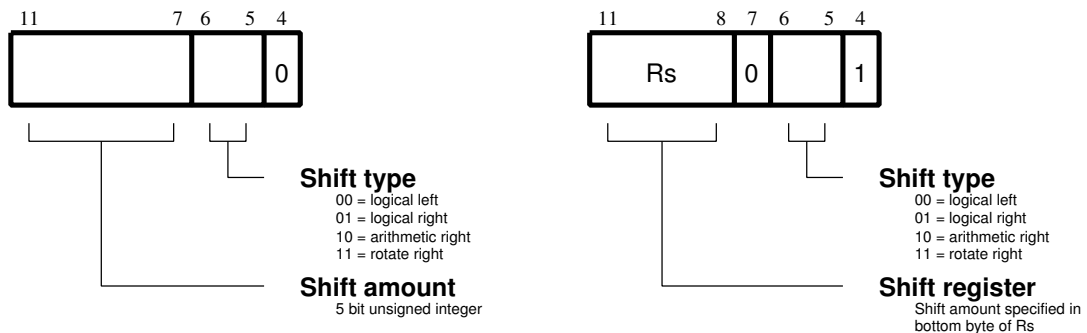 11 7 6 5 4
0
Shift type
00 = logical left
01 = logical right
10 = arithmetic right
11 = rotate right
Shift amount
5 bit unsigned integer
11 8 7 6 5 4
Rs 0 1
Shift type
00 = logical left
01 = logical right
10 = arithmetic right
11 = rotate right
Shift register
Shift amount specified in
bottom byte of Rs